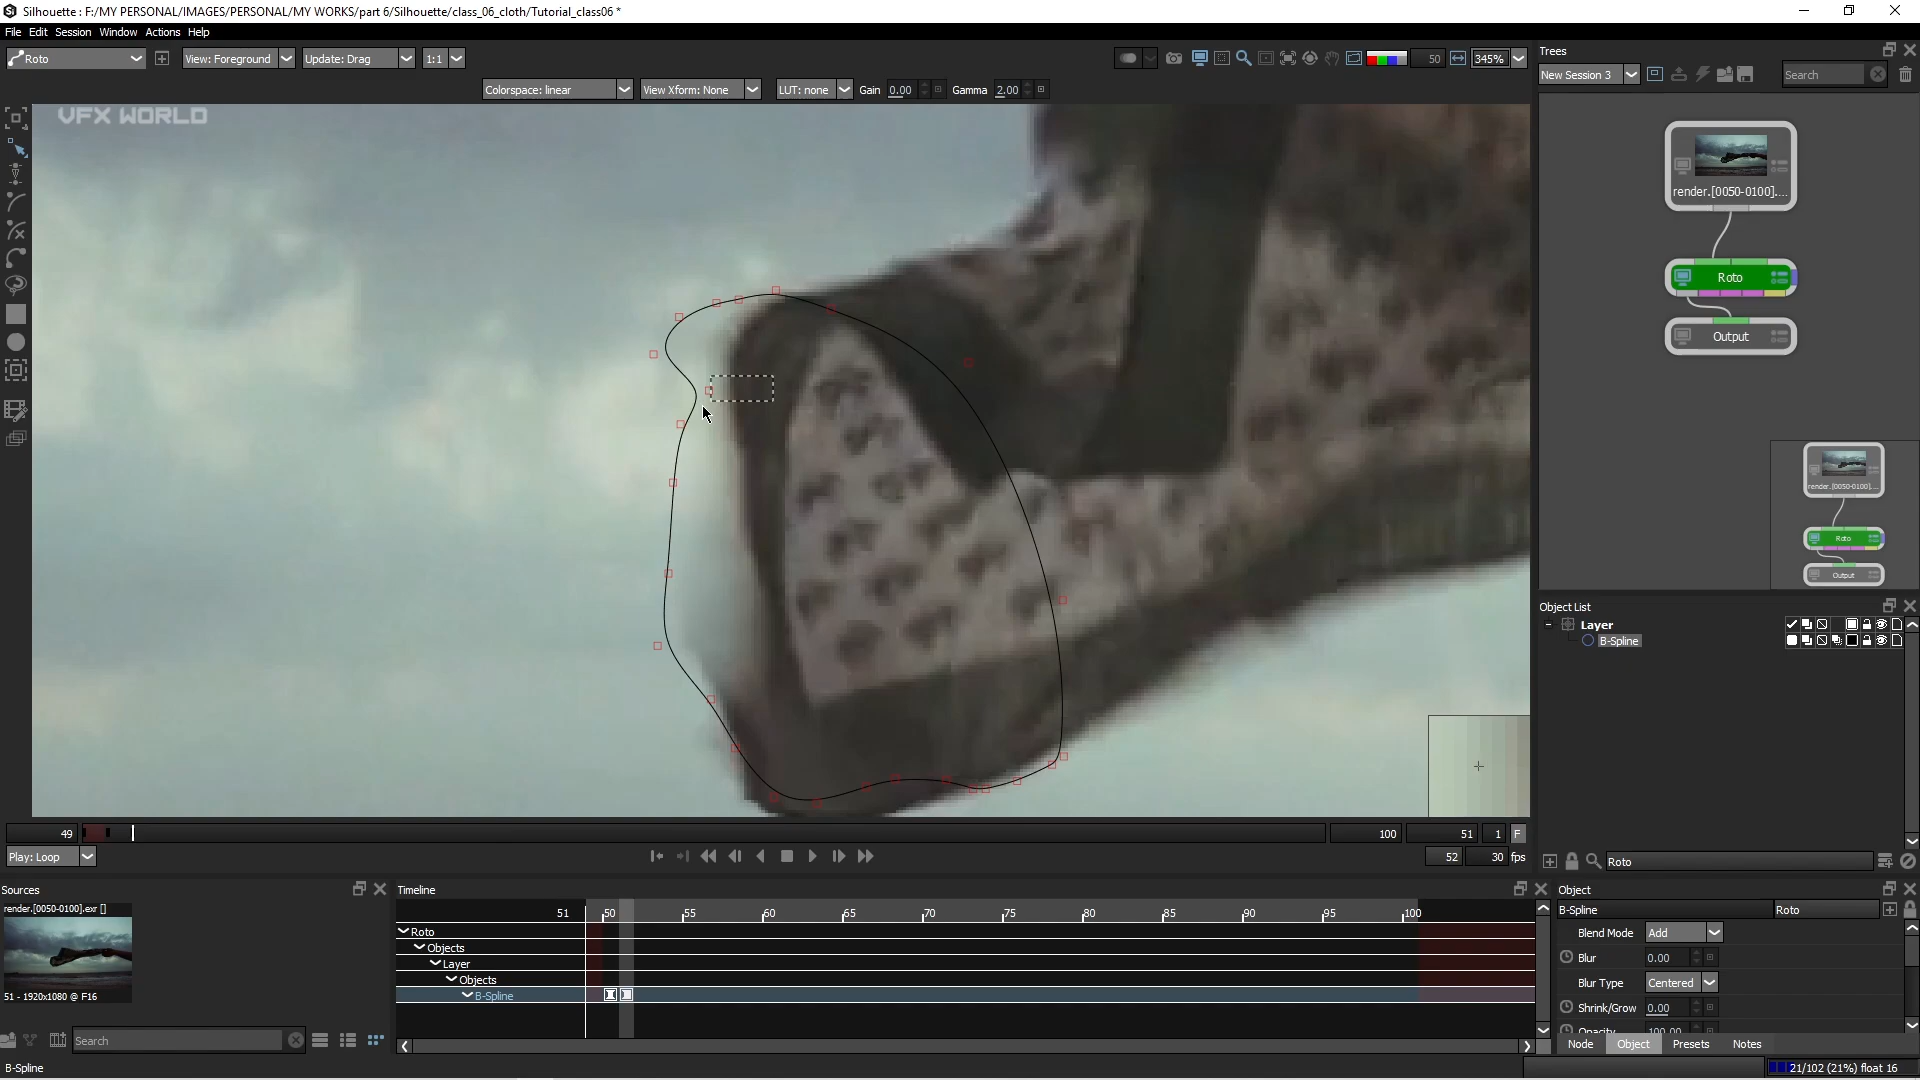 Silhouette : F:/MY PERSONAL/IMAGES/PERSONAL/MY WORKS/part 6/Silhouette/class_06_cloth/Tutorial_class06 *
File Edit Session Window Actions Help
Roto View: Foreground Update: Drag 1:1 50 345%
Colorspace: linear View Xform: None LUT: none Gain 0.00 Gamma 2.00
VFX WORLD
Trees
New Session 3 Search
render.[0050-0100]....
Roto
Output
render.[0050-0100]....
Roto
Output
Object List
Layer
B-Spline
Roto
49 100 51 1 F
Play: Loop 52 30 fps
Sources
render.[0050-0100].exr []
51 - 1920x1080 @ F16
Search
Timeline
51 50 55 60 65 70 75 80 85 90 95 100
Roto
Objects
Layer
Objects
B-Spline
Object
B-Spline Roto
Blend Mode Add
Blur 0.00
Blur Type Centered
Shrink/Grow 0.00
Opacity 100.00
Node Object Presets Notes
B-Spline
21/102 (21%) float 16